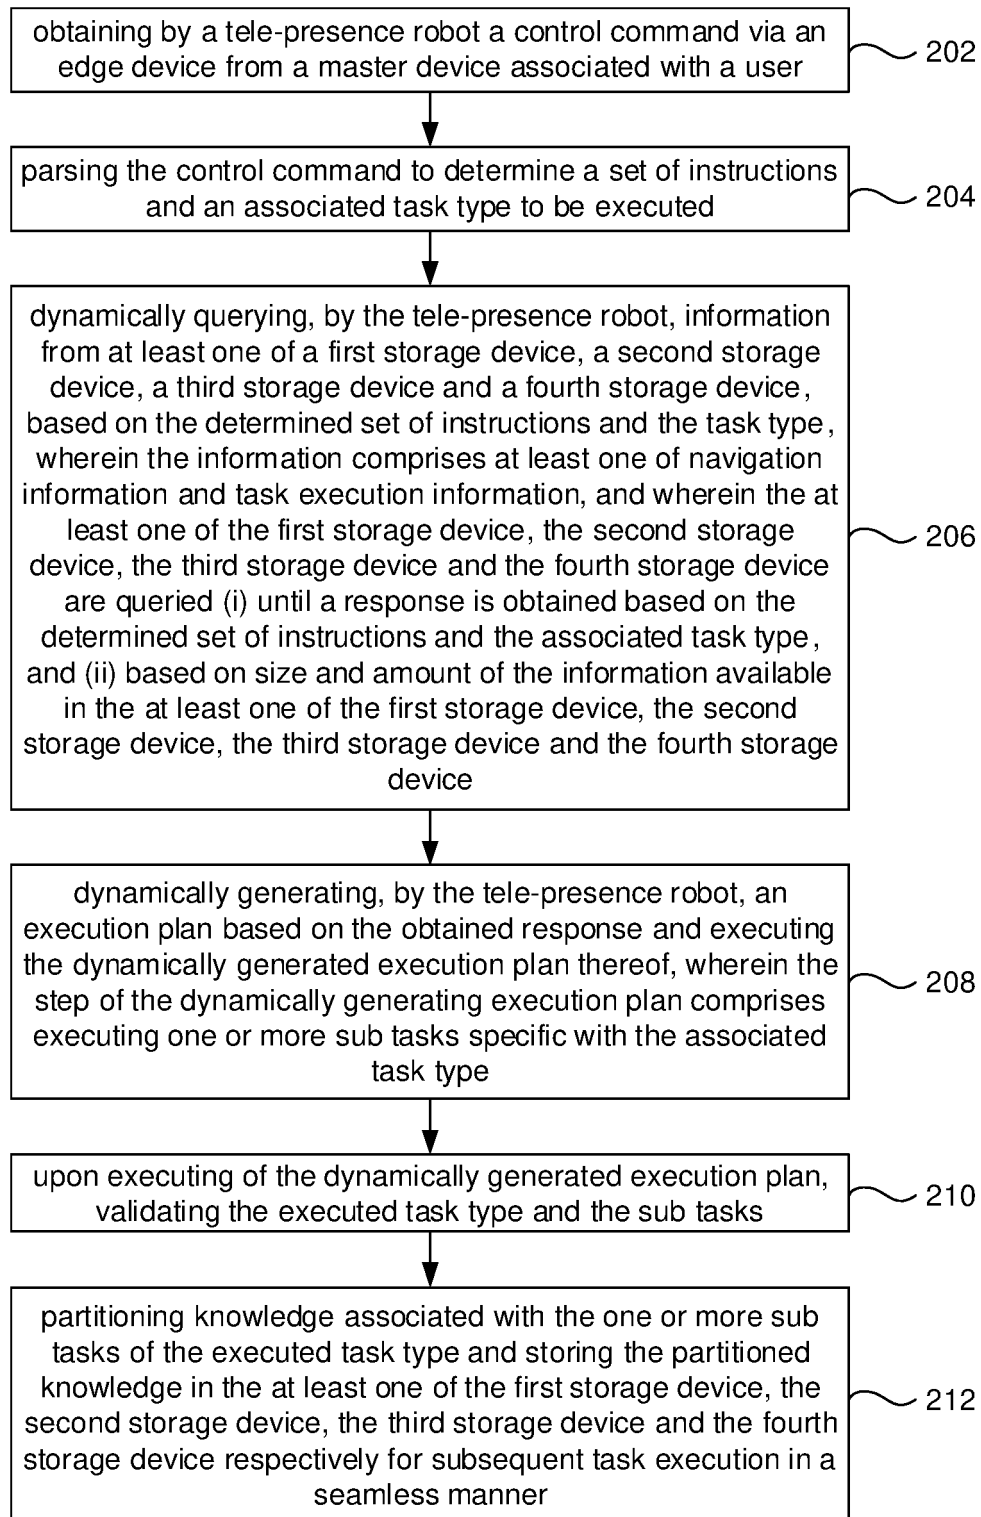 obtaining by a tele-presence robot a control command via an
edge device from a master device associated with a user
202
parsing the control command to determine a set of instructions
and an associated task type to be executed
204
dynamically querying, by the tele-presence robot, information
from at least one of a first storage device, a second storage
device, a third storage device and a fourth storage device,
based on the determined set of instructions and the task type,
wherein the information comprises at least one of navigation
information and task execution information, and wherein the at
least one of the first storage device, the second storage
device, the third storage device and the fourth storage device
are queried (i) until a response is obtained based on the
determined set of instructions and the associated task type,
and (ii) based on size and amount of the information available
in the at least one of the first storage device, the second
storage device, the third storage device and the fourth storage
device
206
dynamically generating, by the tele-presence robot, an
execution plan based on the obtained response and executing
the dynamically generated execution plan thereof, wherein the
step of the dynamically generating execution plan comprises
executing one or more sub tasks specific with the associated
task type
208
upon executing of the dynamically generated execution plan,
validating the executed task type and the sub tasks
210
partitioning knowledge associated with the one or more sub
tasks of the executed task type and storing the partitioned
knowledge in the at least one of the first storage device, the
second storage device, the third storage device and the fourth
storage device respectively for subsequent task execution in a
seamless manner
212